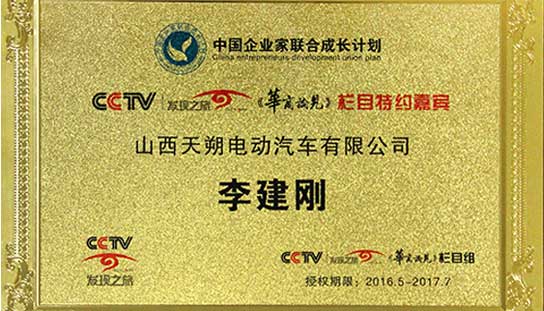 中国企业家联合成长计划
China entrepreneurs development union plan
CCTV 发现之旅 《華商论見》栏目特约嘉宾
山西天朔电动汽车有限公司
李建刚
CCTV
发现之旅
CCTV 发现之旅 《華商论見》栏目组
授权期限：2016.5-2017.7